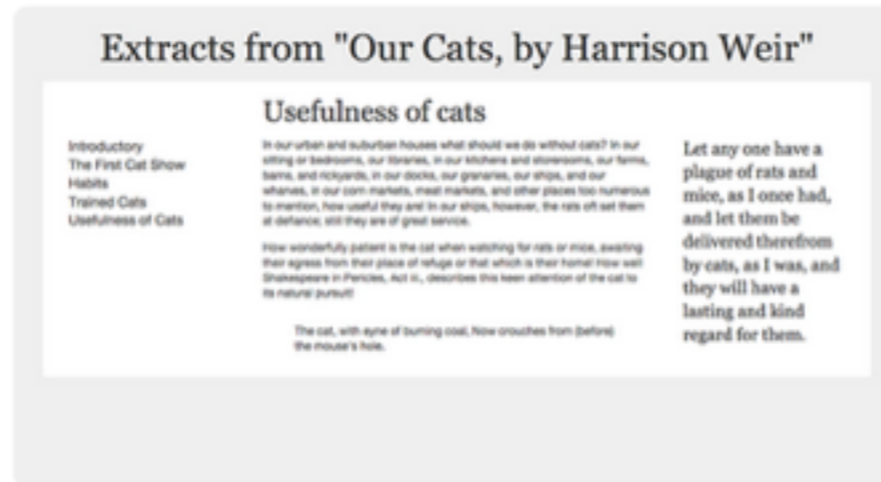 Extracts from "Our Cats, by Harrison Weir"
Introductory
The First Cat Show
Habits
Trained Cats
Usefulness of Cats
Usefulness of cats
In our urban and suburban houses what should we do without cats? In our
sitting or bedrooms, our libraries, in our kitchens and storerooms, our farms,
barns, and rickyards, in our docks, our granaries, our ships, and our
wharves, in our corn markets, meat markets, and other places too numerous
to mention, how useful they are! In our ships, however, the rats oft set them
at defiance; still they are of great service.
How wonderfully patient is the cat when watching for rats or mice, awaiting
their egress from their place of refuge or that which is their home! How well
Shakespeare in Pericles, Act iii., describes this keen attention of the cat to
its natural pursuit!
The cat, with eyne of burning coal, Now crouches from (before)
the mouse's hole.
Let any one have a
plague of rats and
mice, as I once had,
and let them be
delivered therefrom
by cats, as I was, and
they will have a
lasting and kind
regard for them.